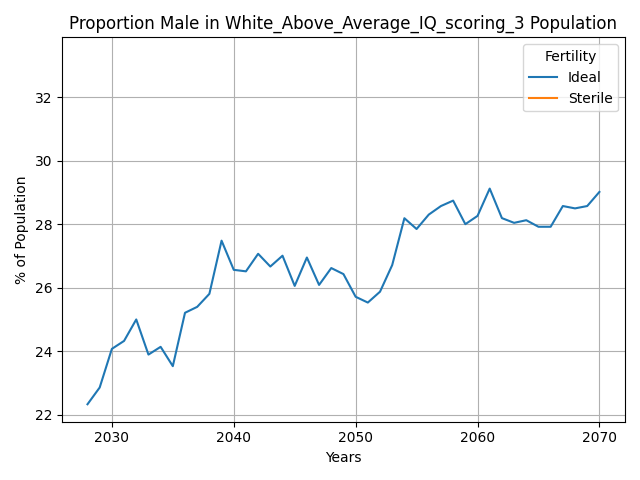 Proportion Male in White_Above_Average_IQ_scoring_3 Population
Fertility
Ideal
Sterile
% of Population
32
30
28
26
24
22
2030 2040 2050 2060 2070
Years